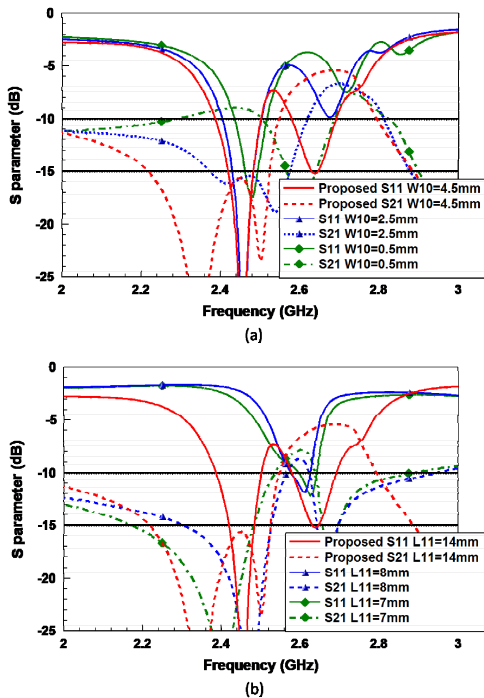 0
-5
-10
-15
-20
-25
S parameter (dB)
Proposed S11 W10=4.5mm
Proposed S21 W10=4.5mm
S11 W10=2.5mm
S21 W10=2.5mm
S11 W10=0.5mm
S21 W10=0.5mm
2
2.2
2.4
2.6
2.8
3
Frequency (GHz)
(a)
0
-5
-10
-15
-20
-25
S parameter (dB)
Proposed S11 L11=14mm
Proposed S21 L11=14mm
S11 L11=8mm
S21 L11=8mm
S11 L11=7mm
S21 L11=7mm
2
2.2
2.4
2.6
2.8
3
Frequency (GHz)
(b)